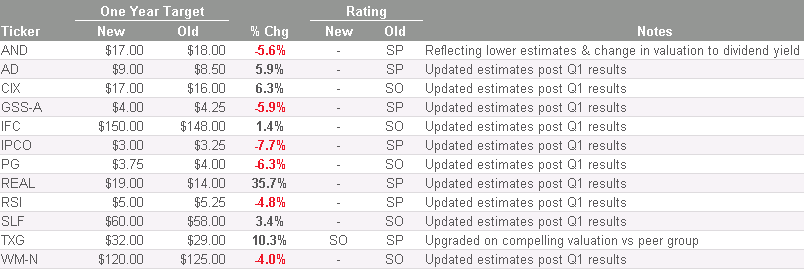 One Year Target Rating
Ticker New Old % Chg New Old Notes
AND $17.00 $18.00 -5.6% - SP Reflecting lower estimates & change in valuation to dividend yield
AD $9.00 $8.50 5.9% - SP Updated estimates post Q1 results
CIX $17.00 $16.00 6.3% - SO Updated estimates post Q1 results
GSS-A $4.00 $4.25 -5.9% - SP Updated estimates post Q1 results
IFC $150.00 $148.00 1.4% - SO Updated estimates post Q1 results
IPCO $3.00 $3.25 -7.7% - SP Updated estimates post Q1 results
PG $3.75 $4.00 -6.3% - SO Updated estimates post Q1 results
REAL $19.00 $14.00 35.7% - SP Updated estimates post Q1 results
RSI $5.00 $5.25 -4.8% - SP Updated estimates post Q1 results
SLF $60.00 $58.00 3.4% - SO Updated estimates post Q1 results
TXG $32.00 $29.00 10.3% SO SP Upgraded on compelling valuation vs peer group
WM-N $120.00 $125.00 -4.0% - SO Updated estimates post Q1 results